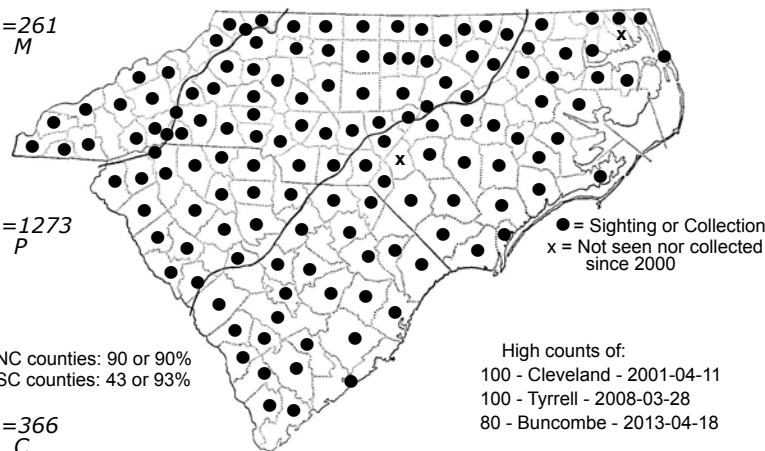 =261
M
x
x
=1273
P
● = Sighting or Collection
x = Not seen nor collected
since 2000
NC counties: 90 or 90%
SC counties: 43 or 93%
High counts of:
100 - Cleveland - 2001-04-11
100 - Tyrrell - 2008-03-28
80 - Buncombe - 2013-04-18
=366
C